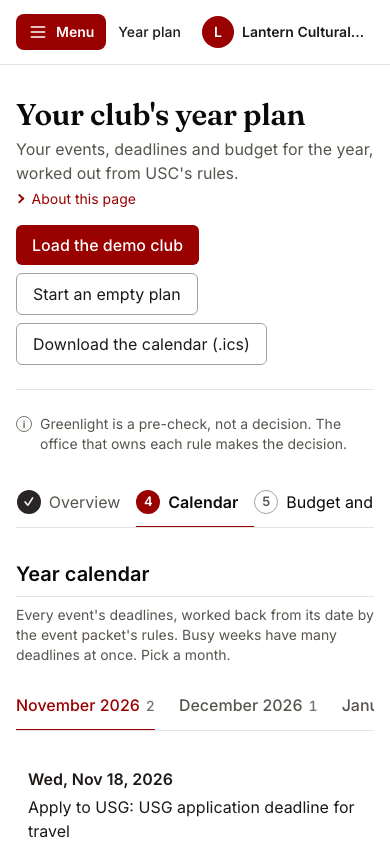 Menu
Year plan
L
Lantern Cultural...
Your club's year plan
Your events, deadlines and budget for the year,
worked out from USC's rules.
About this page
Load the demo club
Start an empty plan
Download the calendar (.ics)
Greenlight is a pre-check, not a decision. The
office that owns each rule makes the decision.
Overview
4 Calendar
5 Budget and
Year calendar
Every event's deadlines, worked back from its date by
the event packet's rules. Busy weeks have many
deadlines at once. Pick a month.
November 2026 2
December 2026 1
Janu
Wed, Nov 18, 2026
Apply to USG: USG application deadline for
travel